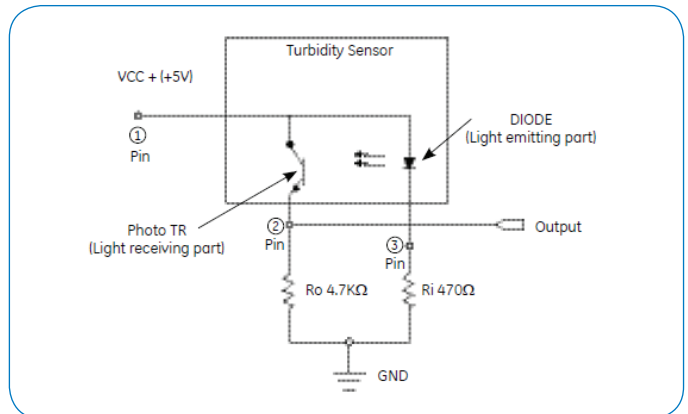 Turbidity Sensor
VCC + (+5V)
①
Pin
DIODE
(Light emitting part)
Photo TR
(Light receiving part)
②
Pin
Output
③
Pin
Ro 4.7KΩ
Ri 470Ω
GND